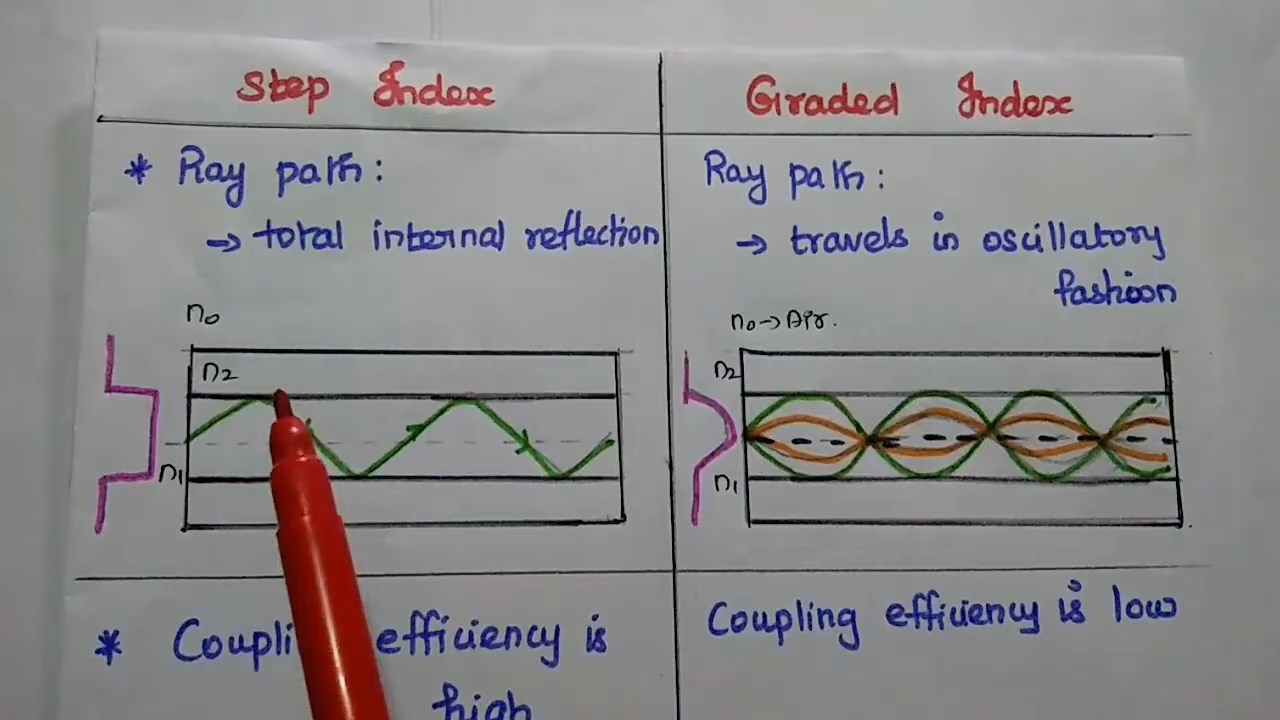 Step Index
Graded Index
* Ray path:
→ total internal reflection
Ray path:
→ travels in oscillatory
fashion
n0
n2
n1
n0→Air.
n2
n1
* Coupli efficiency is
high
Coupling efficiency is low